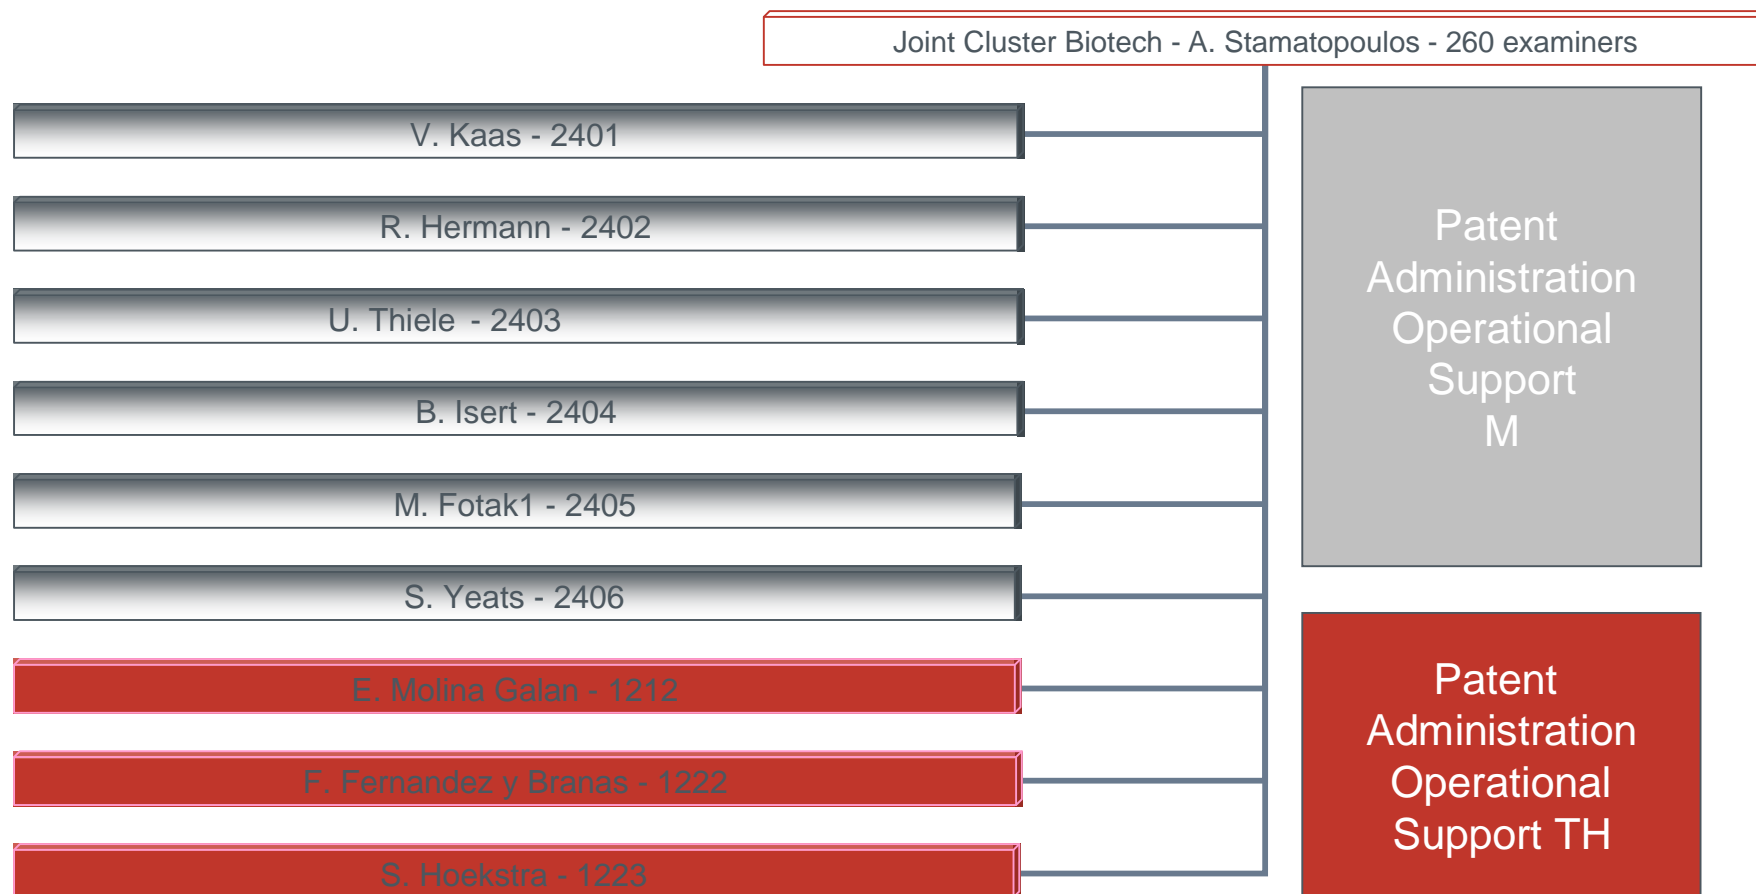 Joint Cluster Biotech - A. Stamatopoulos - 260 examiners
V. Kaas - 2401
R. Hermann - 2402
U. Thiele - 2403
B. Isert - 2404
M. Fotak1 - 2405
S. Yeats - 2406
E. Molina Galan - 1212
F. Fernandez y Branas - 1222
S. Hoekstra - 1223
Patent
Administration
Operational
Support
M
Patent
Administration
Operational
Support TH